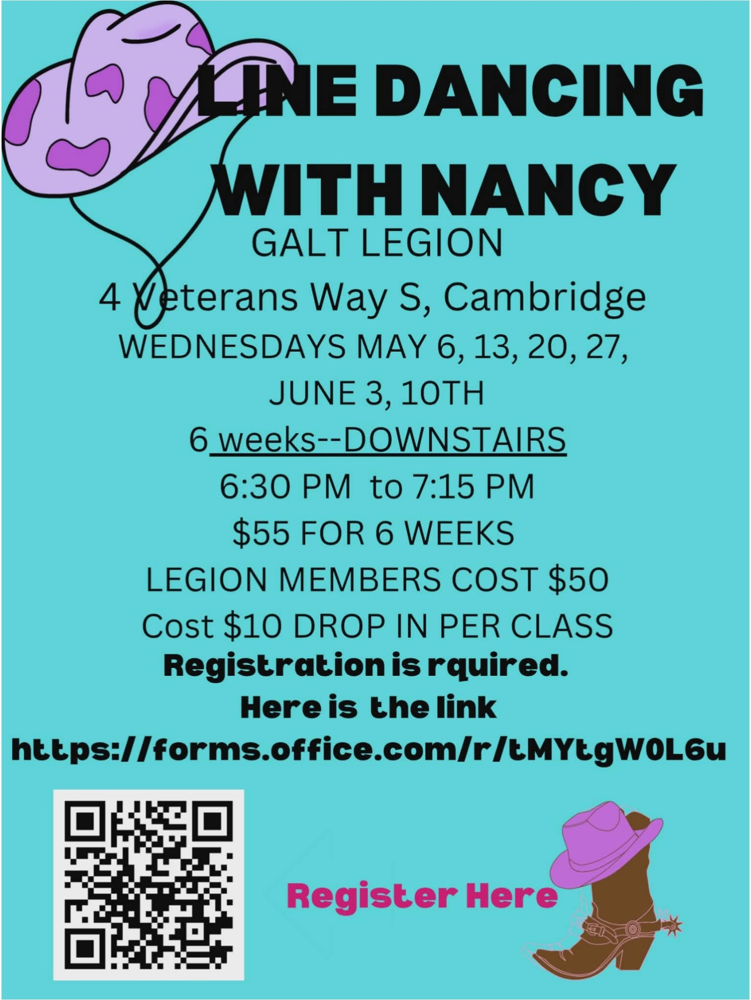 LINE DANCING
WITH NANCY
GALT LEGION
4 Veterans Way S, Cambridge
WEDNESDAYS MAY 6, 13, 20, 27,
JUNE 3, 10TH
6 weeks--DOWNSTAIRS
6:30 PM to 7:15 PM
$55 FOR 6 WEEKS
LEGION MEMBERS COST $50
Cost $10 DROP IN PER CLASS
Registration is rquired.
Here is the link
https://forms.office.com/r/tMYtgW0L6u
Register Here